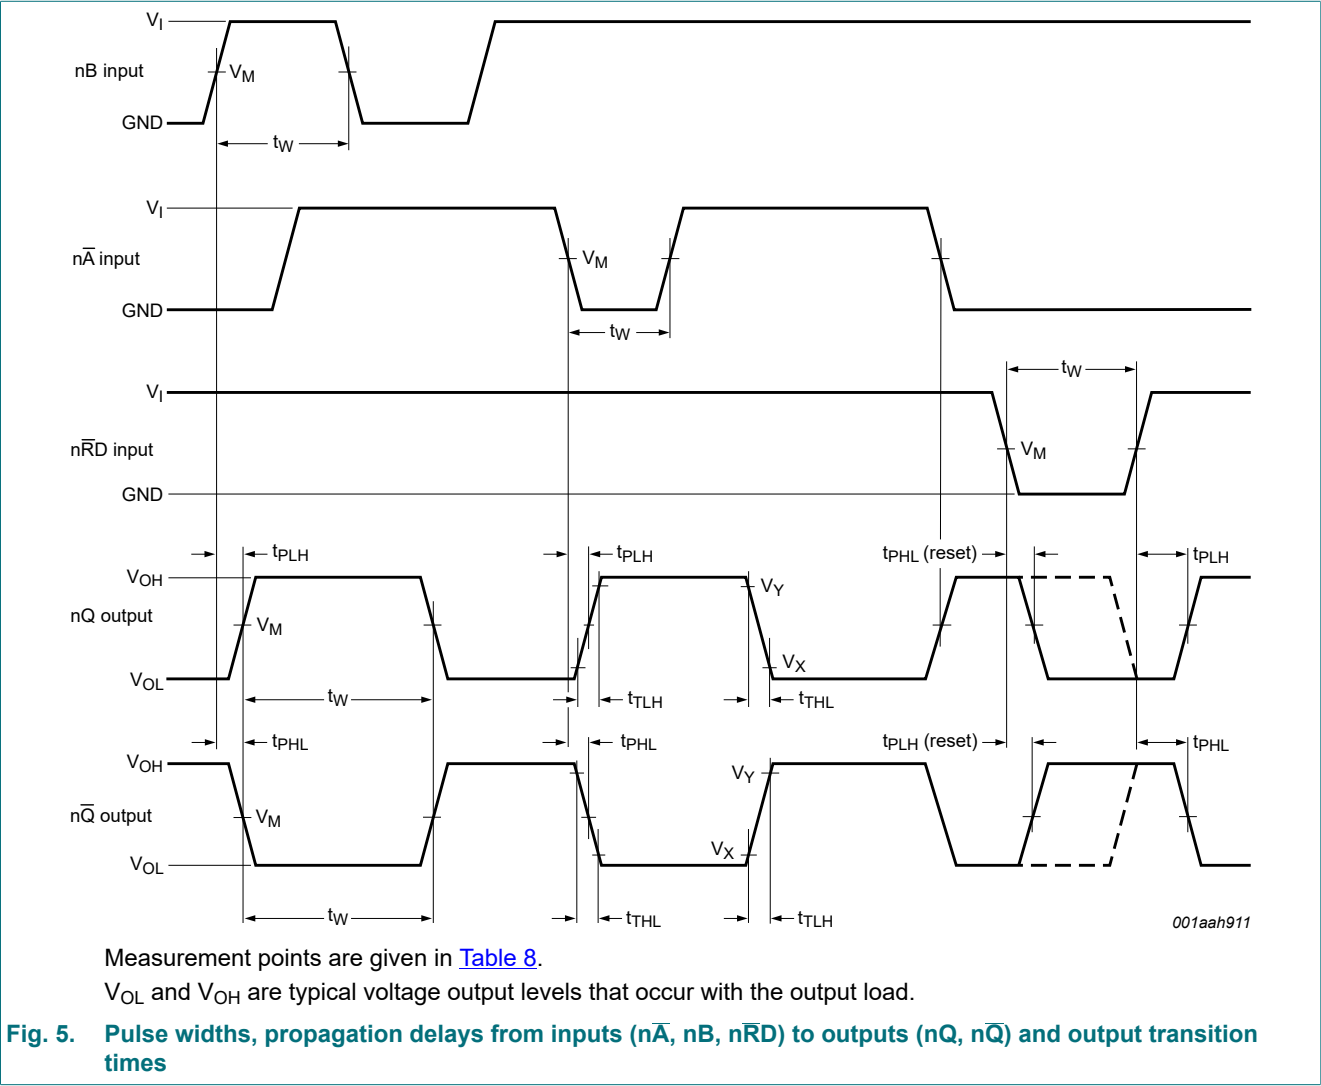 VI
nB input
VM
GND
tW
VI
nA̅ input
VM
GND
tW
tW
VI
nR̅D input
VM
GND
tPLH
tPLH
tPHL (reset)
tPLH
VOH
VY
nQ output
VM
VX
VOL
tW
tTLH
tTHL
tPHL
tPHL
tPLH (reset)
tPHL
VOH
VY
nQ̅ output
VM
VX
VOL
tW
tTHL
tTLH
001aah911
Measurement points are given in Table 8.
VOL and VOH are typical voltage output levels that occur with the output load.
Fig. 5. Pulse widths, propagation delays from inputs (nA̅, nB, nR̅D) to outputs (nQ, nQ̅) and output transition
times